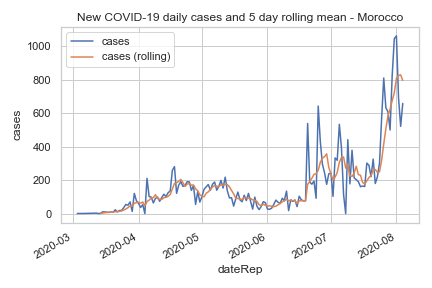 New COVID-19 daily cases and 5 day rolling mean - Morocco
cases
cases (rolling)
cases
1000
800
600
400
200
0
2020-03
2020-04
2020-05
2020-06
2020-07
2020-08
dateRep